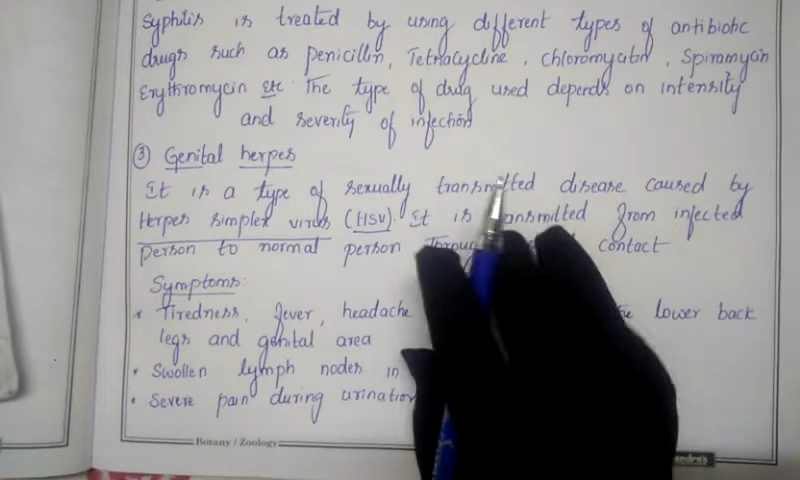 Syphilis is treated by using different types of antibiotic
drugs such as penicillin, Tetracycline, Chloromycetin, Spiramycin
Erythromycin Etc. The type of drug used depends on intensity
and severity of infection
③ Genital herpes
It is a type of sexually transmitted disease caused by
Herpes simplex virus (HSV). It is ansmitted from infected
person to normal person Throu contact
Symptoms:
* Tiredness, fever, headache lower back
legs and genital area
• Swollen lymph nodes in
• Severe pain during urination
Botany / Zoology
endra's